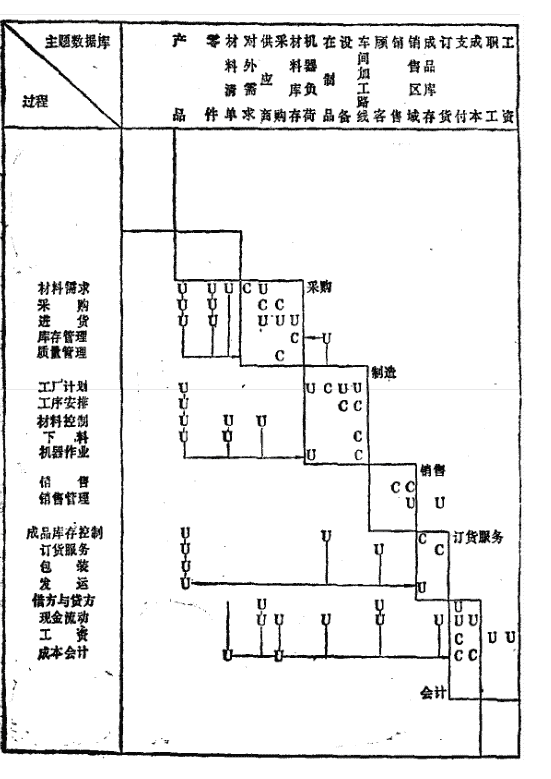 主题数据库
过程
产品
零件
材料清单
对外需求
供应商
采购
材料库存
机器负荷
在制品
设备
车间加工路线
顾客
销售
销售区域
成品库存
订货
支付
成本
职工
工资
材料需求 U U U C U 采购
采购 U U C C
进货 U U U U U
库存管理 C U
质量管理 C
制造
工厂计划 U U C U U
工序安排 U C C
材料控制 U U U
下料 U U C
机器作业 U C
销售
销售 C C
销售管理 U U
成品库存控制 U U C 订货服务
订货服务 U U C
包装 U
发运 U U
借方与贷方 U U U
现金流动 U U U U U U U
工资 C U U
成本会计 U U C C
会计